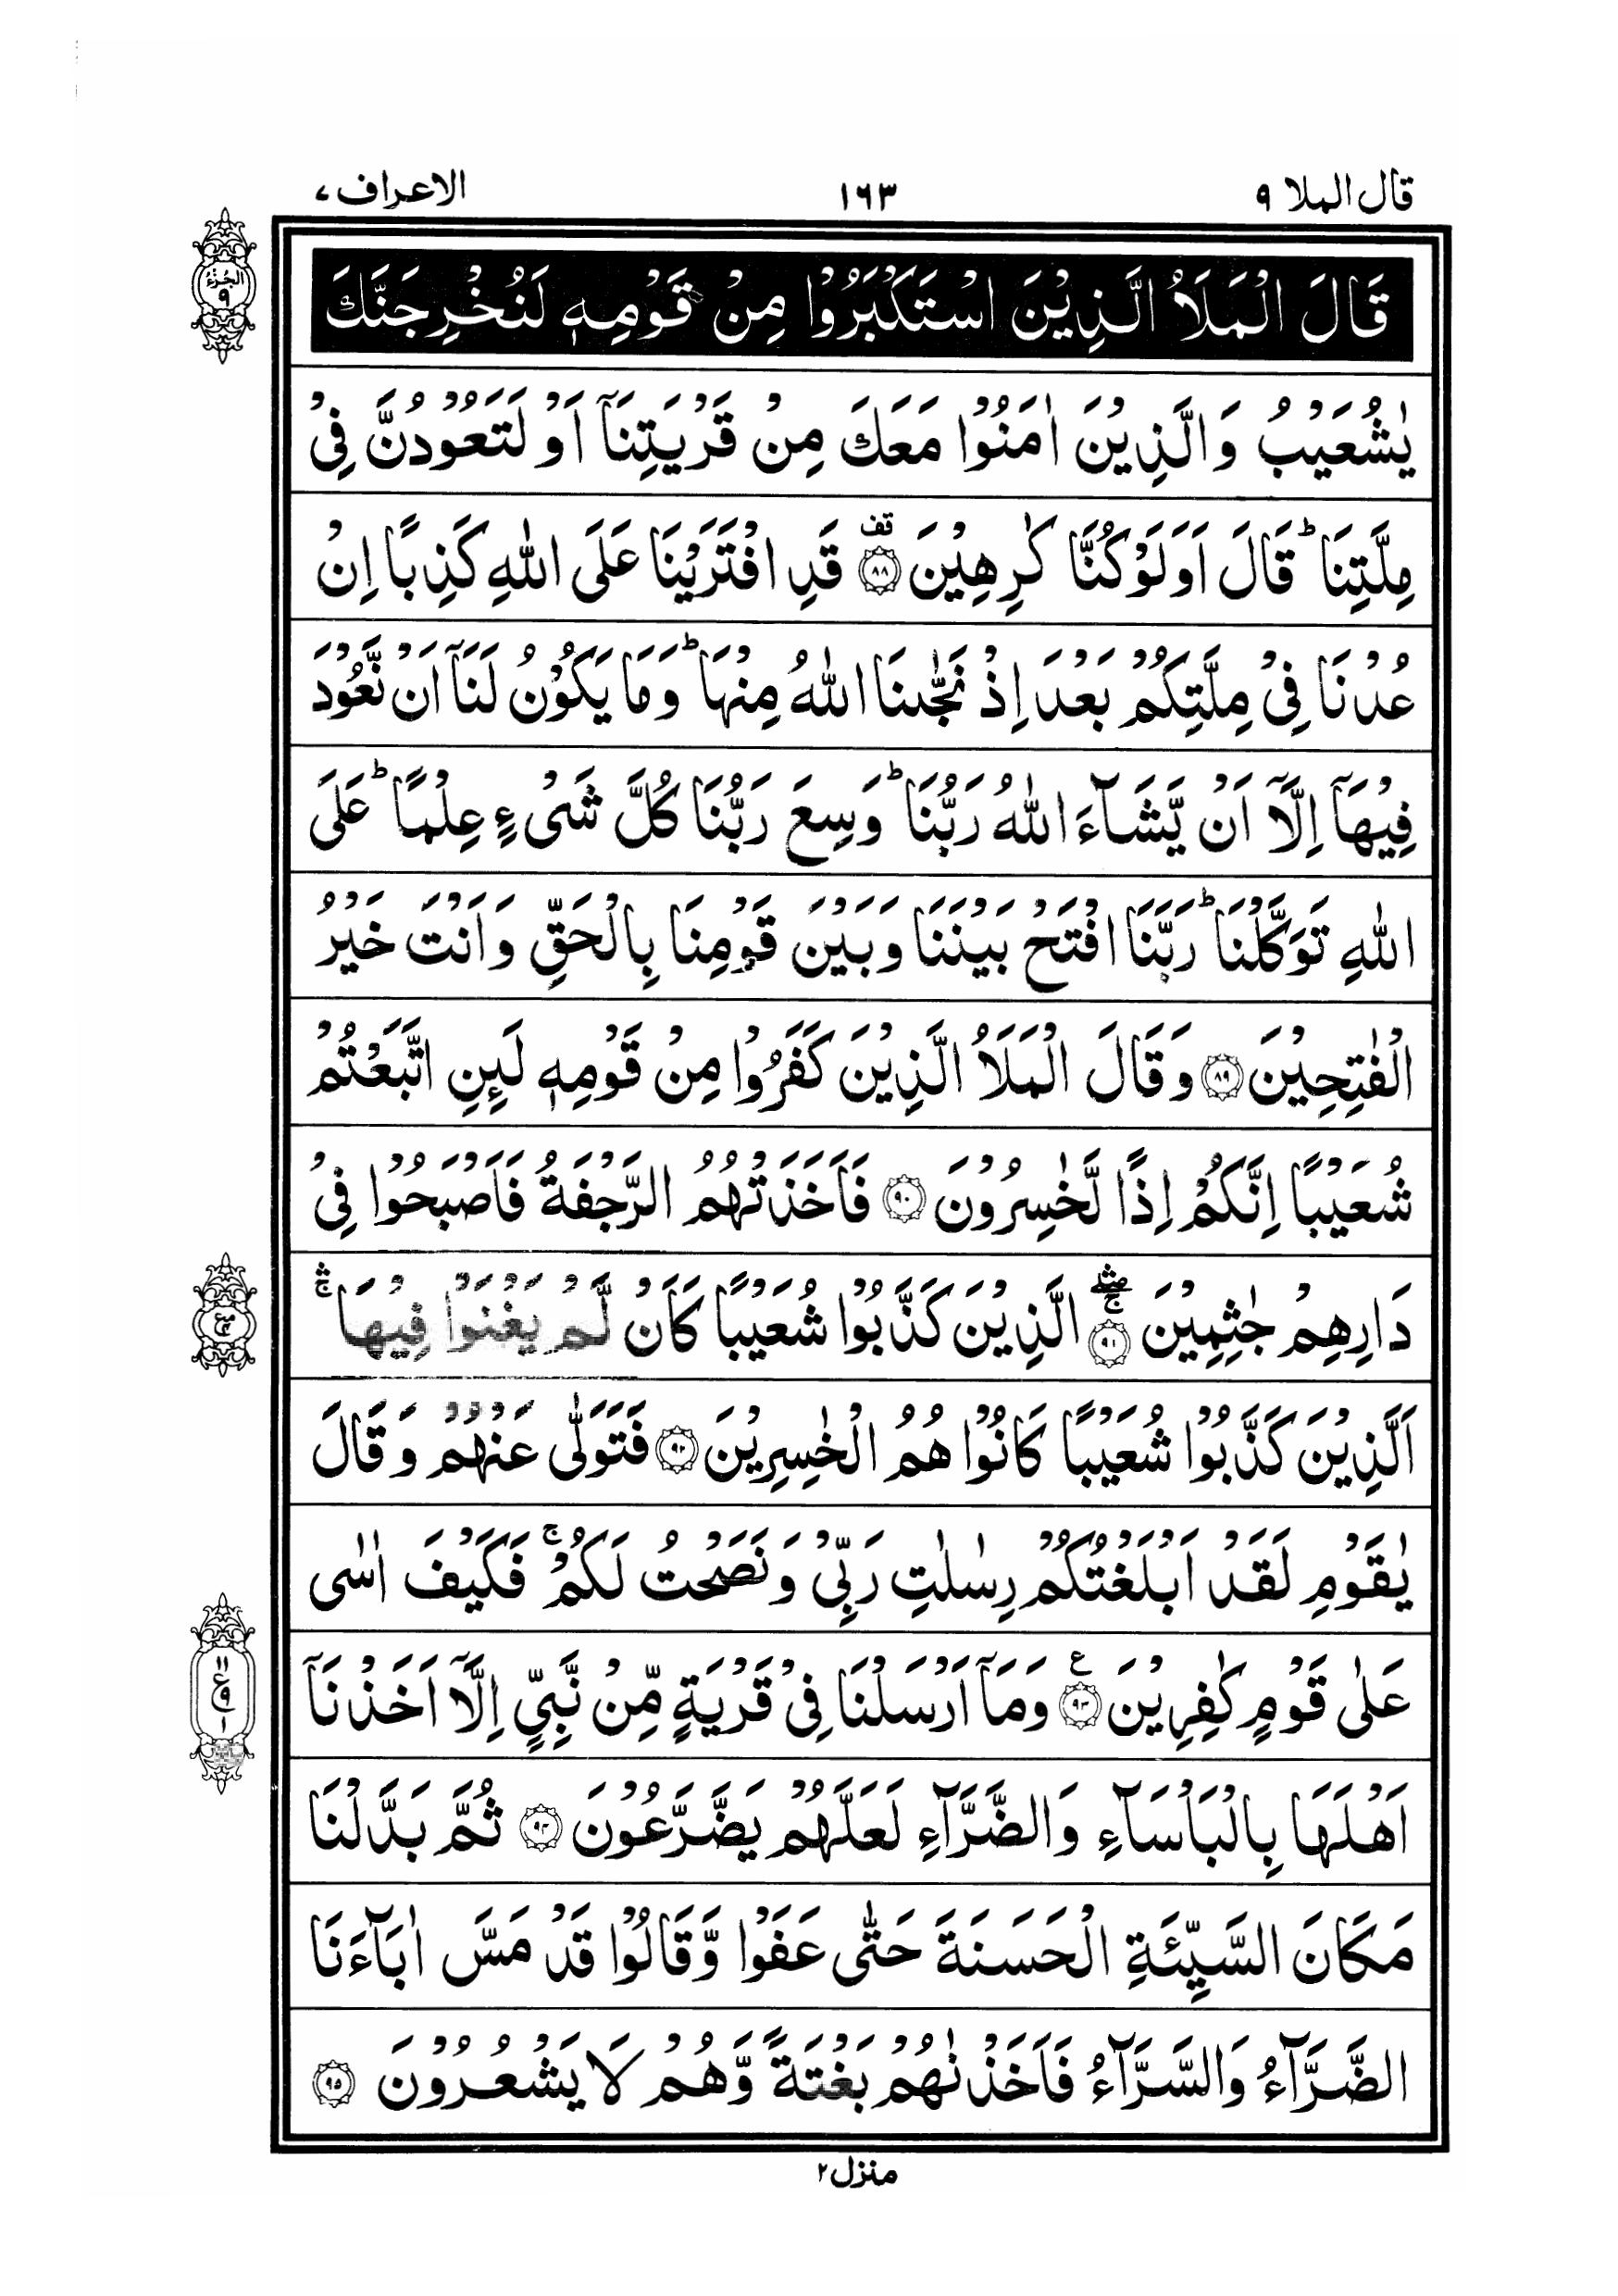 قال الملا ٩
١٦٣
الاعراف ٧
الجزء ٩
قَالَ الْمَلَاُ الَّذِيْنَ اسْتَكْبَرُوْا مِنْ قَوْمِهٖ لَنُخْرِجَنَّكَ
يٰشُعَيْبُ وَالَّذِيْنَ اٰمَنُوْا مَعَكَ مِنْ قَرْيَتِنَاۤ اَوْ لَتَعُوْدُنَّ فِيْ
مِلَّتِنَا ؕ قَالَ اَوَلَوْ كُنَّا كٰرِهِيْنَ ۟ۙ۸۸ قف قَدِ افْتَرَيْنَا عَلَى اللّٰهِ كَذِبًا اِنْ
عُدْنَا فِيْ مِلَّتِكُمْ بَعْدَ اِذْ نَجّٰىنَا اللّٰهُ مِنْهَا ؕ وَمَا يَكُوْنُ لَنَاۤ اَنْ نَّعُوْدَ
فِيْهَاۤ اِلَّاۤ اَنْ يَّشَآءَ اللّٰهُ رَبُّنَا ؕ وَسِعَ رَبُّنَا كُلَّ شَيْءٍ عِلْمًا ؕ عَلَى
اللّٰهِ تَوَكَّلْنَا ؕ رَبَّنَا افْتَحْ بَيْنَنَا وَبَيْنَ قَوْمِنَا بِالْحَقِّ وَاَنْتَ خَيْرُ
الْفٰتِحِيْنَ ۸۹ وَقَالَ الْمَلَاُ الَّذِيْنَ كَفَرُوْا مِنْ قَوْمِهٖ لَىِٕنِ اتَّبَعْتُمْ
شُعَيْبًا اِنَّكُمْ اِذًا لَّخٰسِرُوْنَ ۹۰ فَاَخَذَتْهُمُ الرَّجْفَةُ فَاَصْبَحُوْا فِيْ
دَارِهِمْ جٰثِمِيْنَ ۹۱ الَّذِيْنَ كَذَّبُوْا شُعَيْبًا كَاَنْ لَّمْ يَغْنَوْا فِيْهَا ۛۚ
اَلَّذِيْنَ كَذَّبُوْا شُعَيْبًا كَانُوْا هُمُ الْخٰسِرِيْنَ ۹۲ فَتَوَلّٰى عَنْهُمْ وَقَالَ
يٰقَوْمِ لَقَدْ اَبْلَغْتُكُمْ رِسٰلٰتِ رَبِّيْ وَنَصَحْتُ لَكُمْ ۚ فَكَيْفَ اٰسٰى
عَلٰى قَوْمٍ كٰفِرِيْنَ ۹۳ ع وَمَاۤ اَرْسَلْنَا فِيْ قَرْيَةٍ مِّنْ نَّبِيٍّ اِلَّاۤ اَخَذْنَاۤ
اَهْلَهَا بِالْبَاْسَآءِ وَالضَّرَّآءِ لَعَلَّهُمْ يَضَّرَّعُوْنَ ۹۴ ثُمَّ بَدَّلْنَا
مَكَانَ السَّيِّئَةِ الْحَسَنَةَ حَتّٰى عَفَوْا وَّقَالُوْا قَدْ مَسَّ اٰبَآءَنَا
الضَّرَّآءُ وَالسَّرَّآءُ فَاَخَذْنٰهُمْ بَغْتَةً وَّهُمْ لَا يَشْعُرُوْنَ ۹۵
منزل ٢